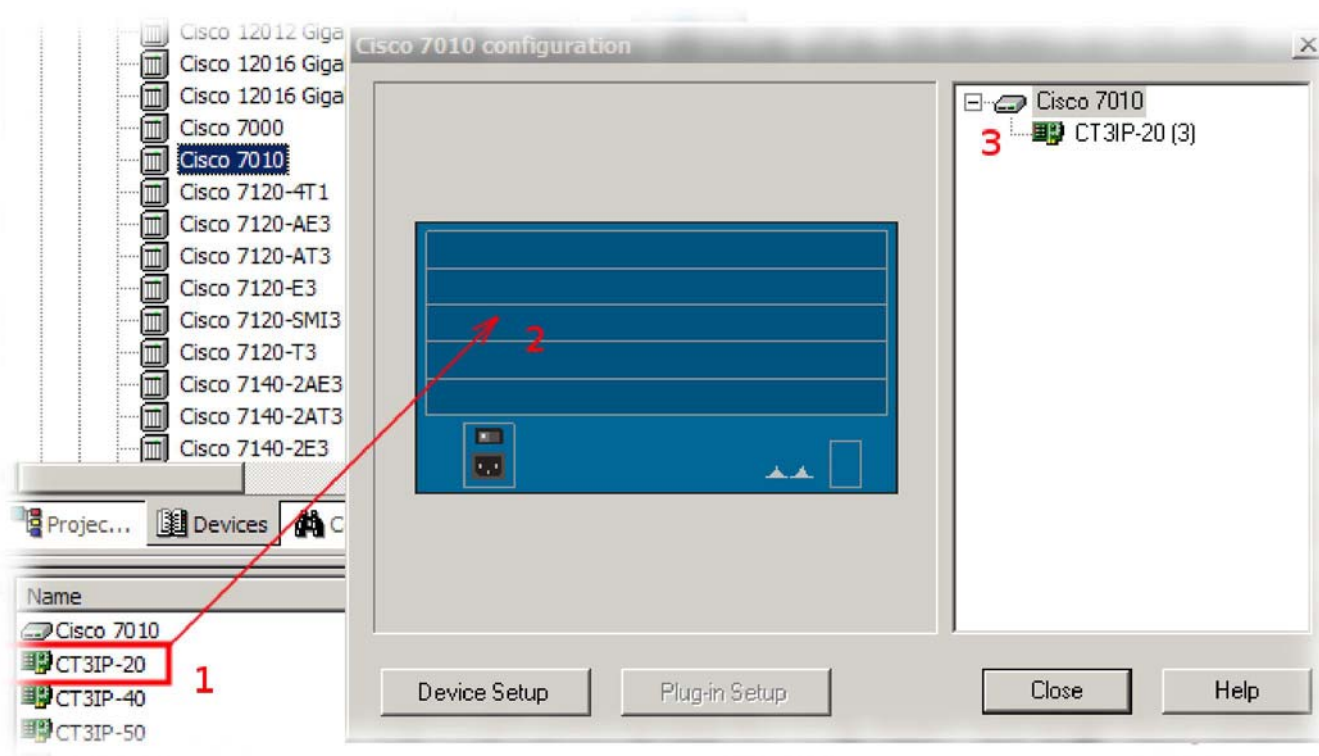 Cisco 12012 Giga
Cisco 12016 Giga
Cisco 12016 Giga
Cisco 7000
Cisco 7010
Cisco 7120-4T1
Cisco 7120-AE3
Cisco 7120-AT3
Cisco 7120-E3
Cisco 7120-SMI3
Cisco 7120-T3
Cisco 7140-2AE3
Cisco 7140-2AT3
Cisco 7140-2E3
Projec... Devices C
Name
Cisco 7010
CT3IP-20
1
CT3IP-40
CT3IP-50
Cisco 7010 configuration
2
Cisco 7010
3 CT3IP-20 (3)
Device Setup Plug-in Setup Close Help